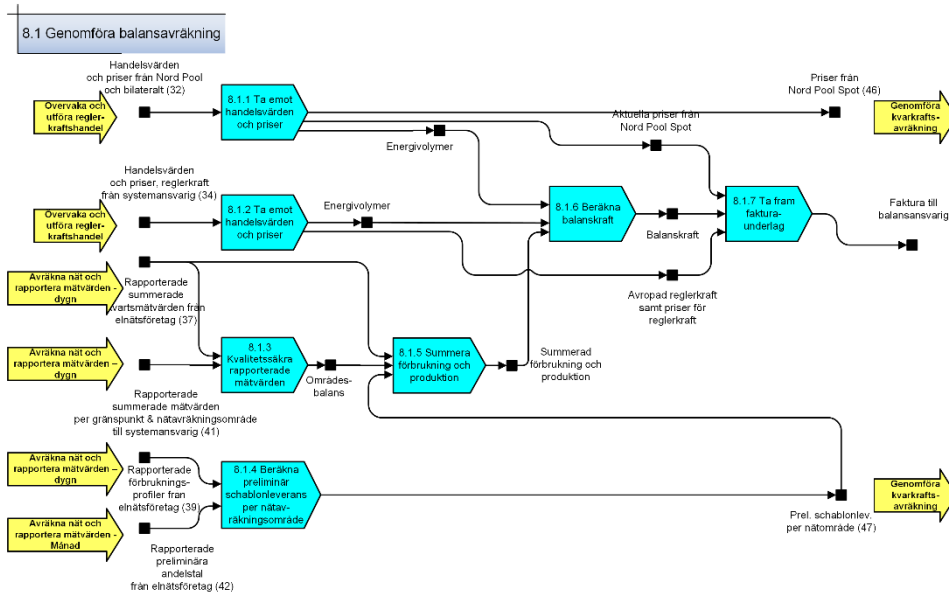 8.1 Genomföra balansavräkning
Handelsvärden
och priser från Nord Pool
och bilateralt (32)
Övervaka och
utföra regler-
kraftshandel
8.1.1 Ta emot
handelsvärden
och priser
Priser från
Nord Pool Spot (46)
Genomföra
kvarkrafts-
avräkning
Energivolymer
Aktuella priser från
Nord Pool Spot
Handelsvärden
och priser, reglerkraft
från systemansvarig (34)
Övervaka och
utföra regler-
kraftshandel
8.1.2 Ta emot
handelsvärden
och priser
Energivolymer
8.1.6 Beräkna
balanskraft
Balanskraft
8.1.7 Ta fram
faktura-
underlag
Faktura till
balansansvarig
Avräkna nät och
rapportera mätvärden -
dygn
Rapporterade
summerade
kvartsmätvärden från
elnätsföretag (37)
Avropad reglerkraft
samt priser för
reglerkraft
Avräkna nät och
rapportera mätvärden –
dygn
8.1.3
Kvalitetssäkra
rapporterade
mätvärden
Områdes-
balans
8.1.5 Summera
förbrukning och
produktion
Summerad
förbrukning och
produktion
Rapporterade
summerade mätvärden
per gränspunkt & nätavräkningsområde
till systemansvarig (41)
Avräkna nät och
rapportera mätvärden –
dygn
Rapporterade
förbruknings-
profiler från
elnätsföretag (39)
8.1.4 Beräkna
preliminär
schablonleverans
per nätav-
räkningsområde
Prel. schablonlev.
per nätområde (47)
Genomföra
kvarkrafts-
avräkning
Avräkna nät och
rapportera mätvärden -
Månad
Rapporterade
preliminära
andelstal
från elnätsföretag (42)